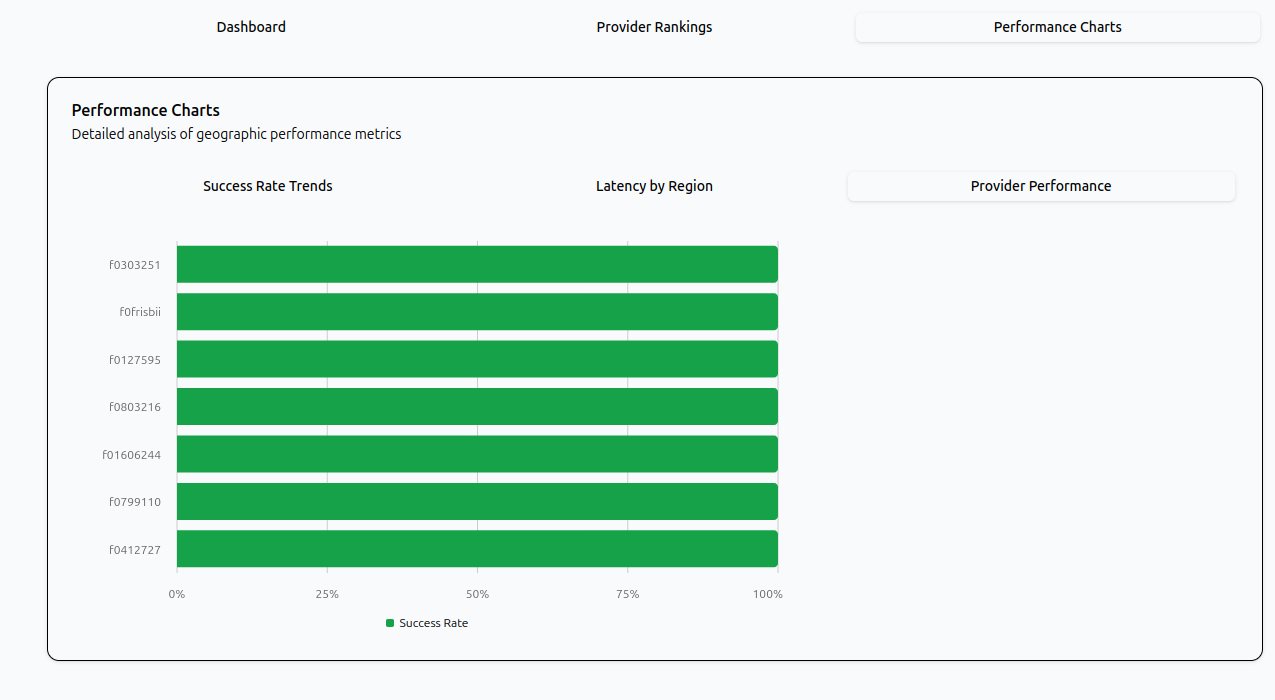 Dashboard
Provider Rankings
Performance Charts
Performance Charts
Detailed analysis of geographic performance metrics
Success Rate Trends
Latency by Region
Provider Performance
f0303251
f0frisbii
f0127595
f0803216
f01606244
f0799110
f0412727
0%
25%
50%
75%
100%
Success Rate